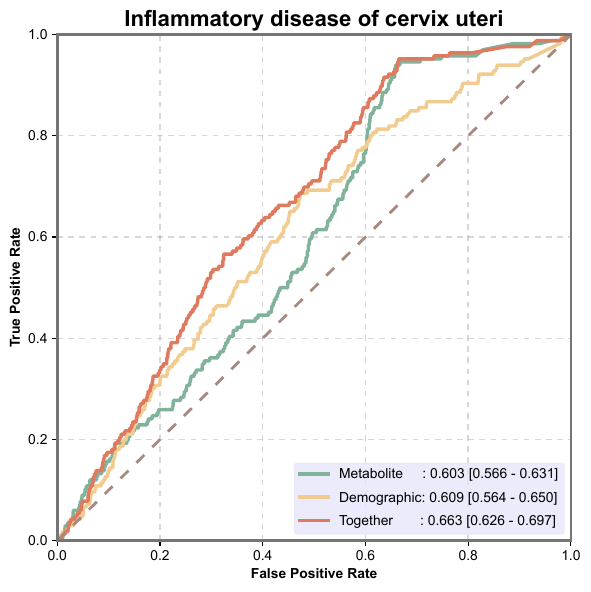 Inflammatory disease of cervix uteri
1.0
0.8
0.6
0.4
0.2
0.0
True Positive Rate
Metabolite : 0.603 [0.566 - 0.631]
Demographic: 0.609 [0.564 - 0.650]
Together : 0.663 [0.626 - 0.697]
0.0 0.2 0.4 0.6 0.8 1.0
False Positive Rate